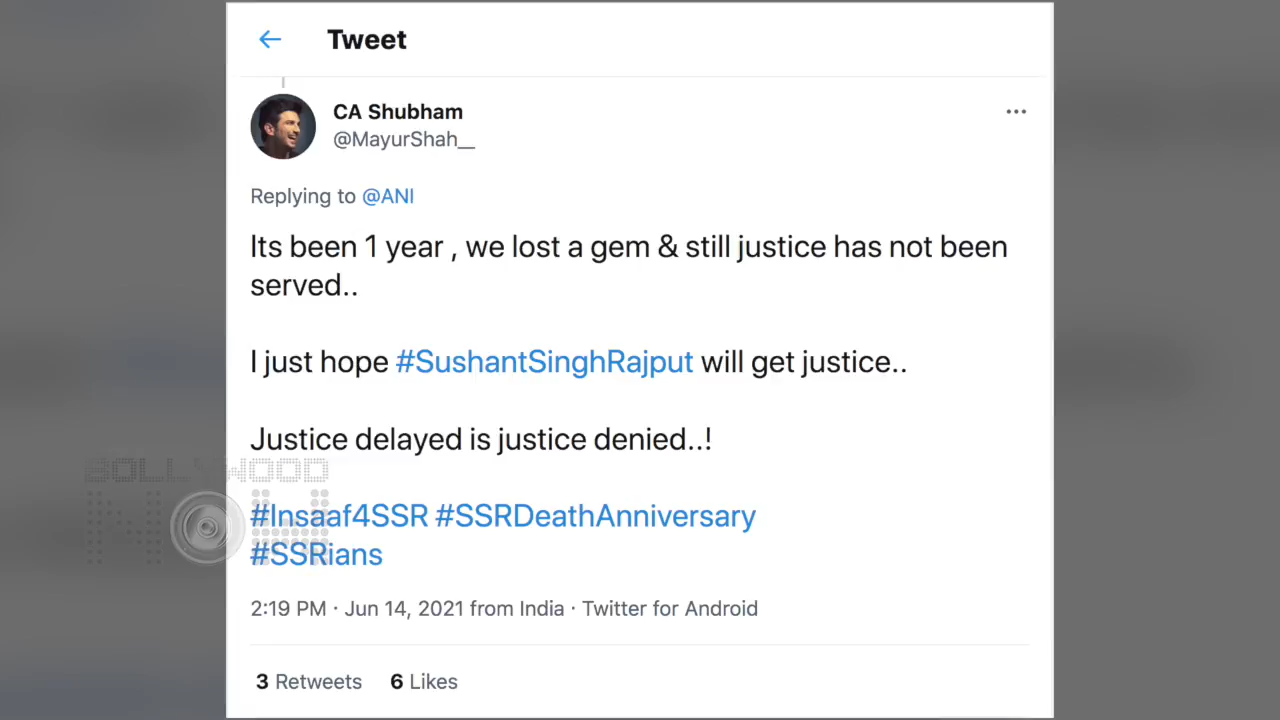 Tweet
CA Shubham
@MayurShah__
Replying to @ANI
Its been 1 year , we lost a gem & still justice has not been
served..
I just hope #SushantSinghRajput will get justice..
Justice delayed is justice denied..!
BOLLYWOOD
NOW
#Insaaf4SSR #SSRDeathAnniversary
#SSRians
2:19 PM · Jun 14, 2021 from India · Twitter for Android
3 Retweets 6 Likes